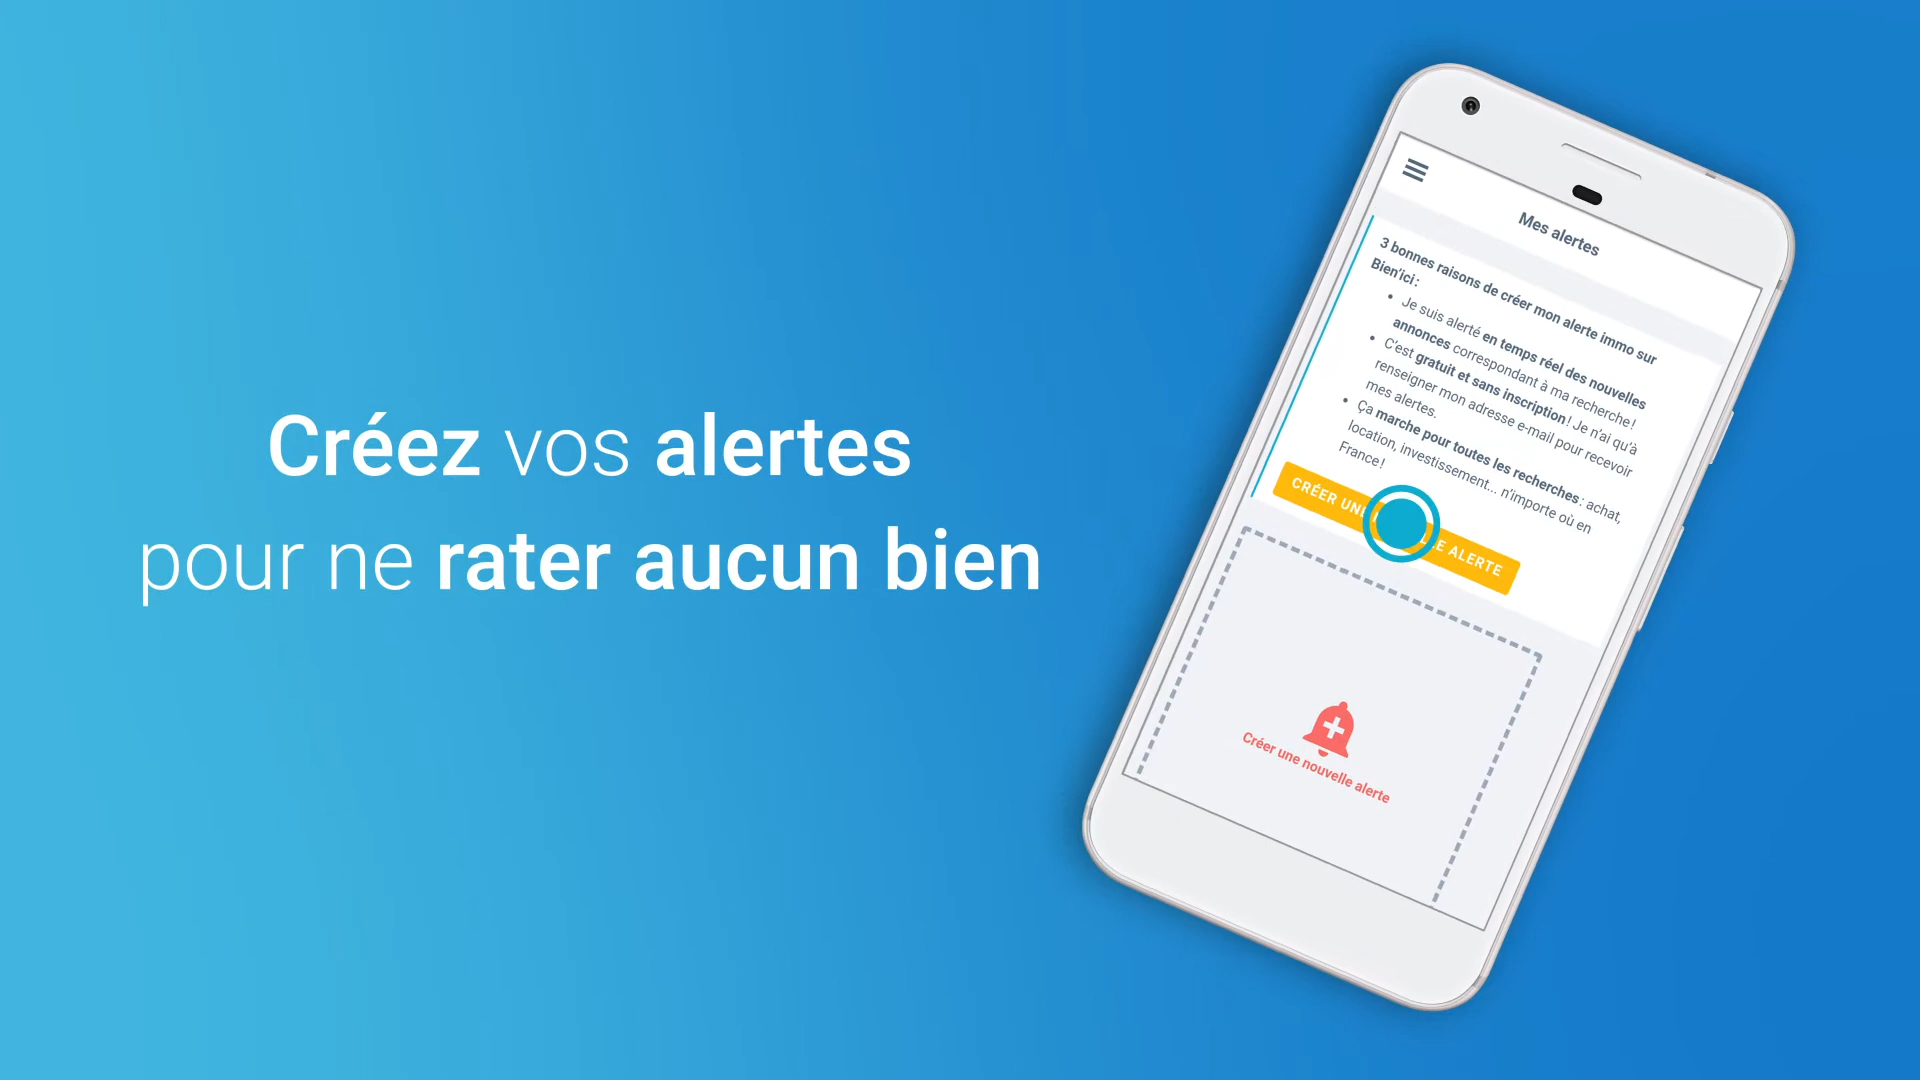 Créez vos alertes
pour ne rater aucun bien
Mes alertes
3 bonnes raisons de créer mon alerte immo sur
Bien'ici :
• Je suis alerté en temps réel des nouvelles
annonces correspondant à ma recherche !
• C'est gratuit et sans inscription ! Je n'ai qu'à
renseigner mon adresse e-mail pour recevoir
mes alertes.
• Ça marche pour toutes les recherches : achat,
location, investissement... n'importe où en
France !
CRÉER UNE ALERTE
Créer une nouvelle alerte